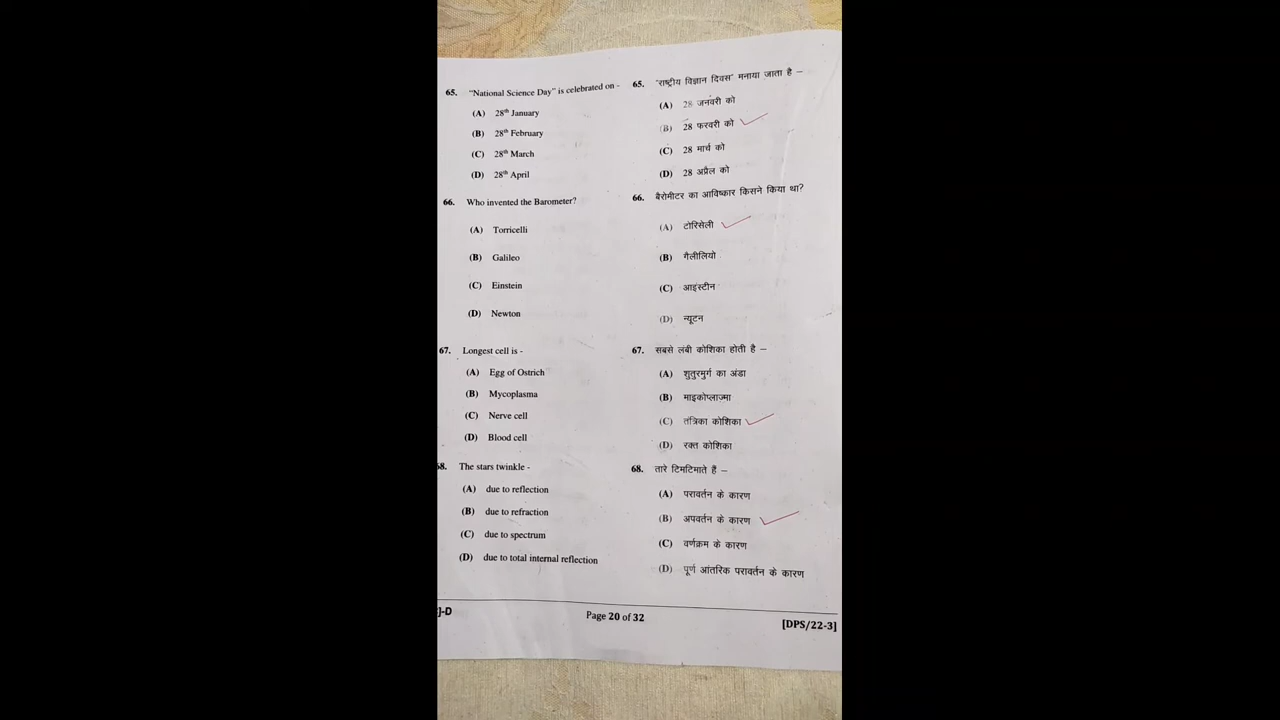 65. "National Science Day" is celebrated on -
(A) 28th January
(B) 28th February
(C) 28th March
(D) 28th April
66. Who invented the Barometer?
(A) Torricelli
(B) Galileo
(C) Einstein
(D) Newton
67. Longest cell is -
(A) Egg of Ostrich
(B) Mycoplasma
(C) Nerve cell
(D) Blood cell
68. The stars twinkle -
(A) due to reflection
(B) due to refraction
(C) due to spectrum
(D) due to total internal reflection
65. "राष्ट्रीय विज्ञान दिवस" मनाया जाता है –
(A) 28 जनवरी को
(B) 28 फरवरी को
(C) 28 मार्च को
(D) 28 अप्रैल को
66. बैरोमीटर का आविष्कार किसने किया था?
(A) टोरिसेली
(B) गैलीलियो
(C) आइंस्टीन
(D) न्यूटन
67. सबसे लंबी कोशिका होती है –
(A) शुतुरमुर्ग का अंडा
(B) माइकोप्लाज्मा
(C) तंत्रिका कोशिका
(D) रक्त कोशिका
68. तारे टिमटिमाते हैं –
(A) परावर्तन के कारण
(B) अपवर्तन के कारण
(C) वर्णक्रम के कारण
(D) पूर्ण आंतरिक परावर्तन के कारण
]-D
Page 20 of 32
[DPS/22-3]